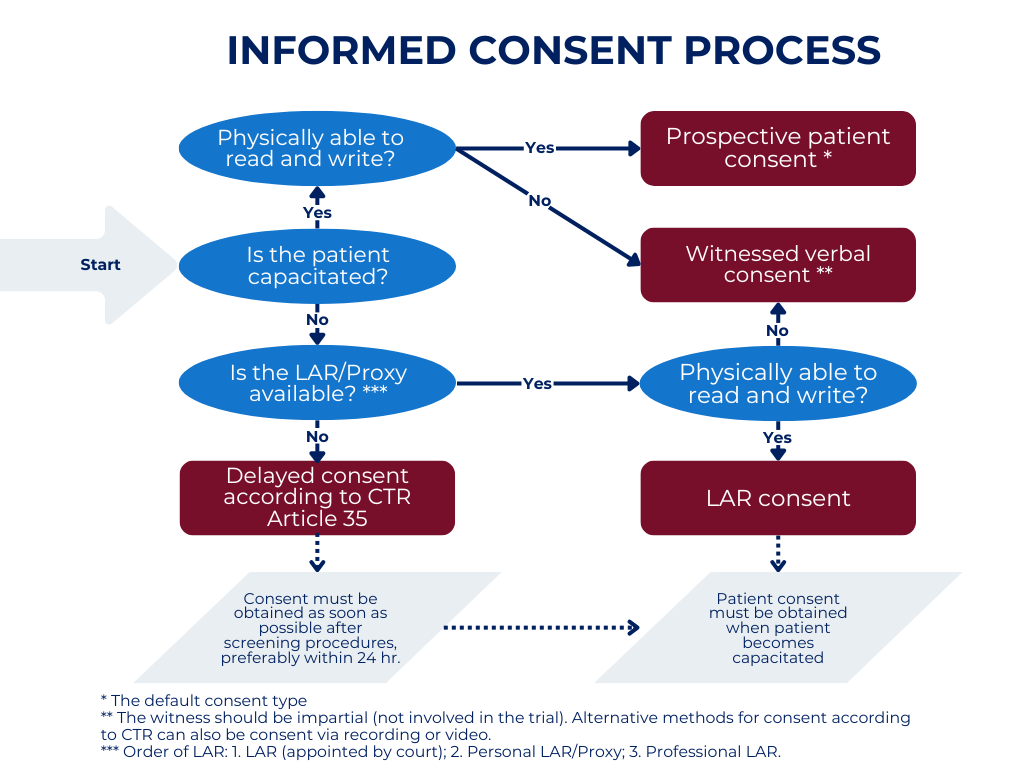 INFORMED CONSENT PROCESS
Physically able to
read and write?
Yes
Prospective patient
consent *
No
Yes
Start
Is the patient
capacitated?
Witnessed verbal
consent **
No
No
Is the LAR/Proxy
available? ***
Yes
Physically able to
read and write?
No
Yes
Delayed consent
according to CTR
Article 35
LAR consent
Consent must be
obtained as soon as
possible after
screening procedures,
preferably within 24 hr.
Patient consent
must be obtained
when patient
becomes
capacitated
* The default consent type
** The witness should be impartial (not involved in the trial). Alternative methods for consent according
to CTR can also be consent via recording or video.
*** Order of LAR: 1. LAR (appointed by court); 2. Personal LAR/Proxy; 3. Professional LAR.